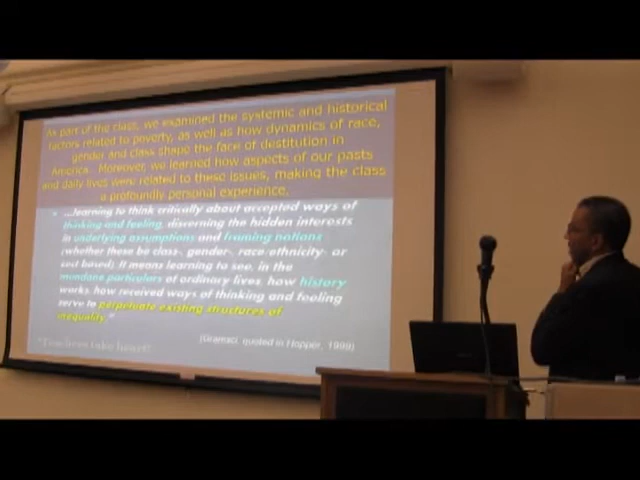 As part of the class, we examined the systemic and historical
factors related to poverty, as well as how dynamics of race,
gender and class shape the face of destitution in
America. Moreover, we learned how aspects of our pasts
and daily lives were related to these issues, making the class
a profoundly personal experience.
"...learning to think critically about accepted ways of
thinking and feeling, discerning the hidden interests
in underlying assumptions and framing notions
(whether these be class-, gender-, race-ethnicity- or
sect-based). It means learning to see, in the
mundane particulars of ordinary lives, how history
works, how received ways of thinking and feeling
serve to perpetuate existing structures of
inequality."
(Gramsci, quoted in Hopper, 1999)